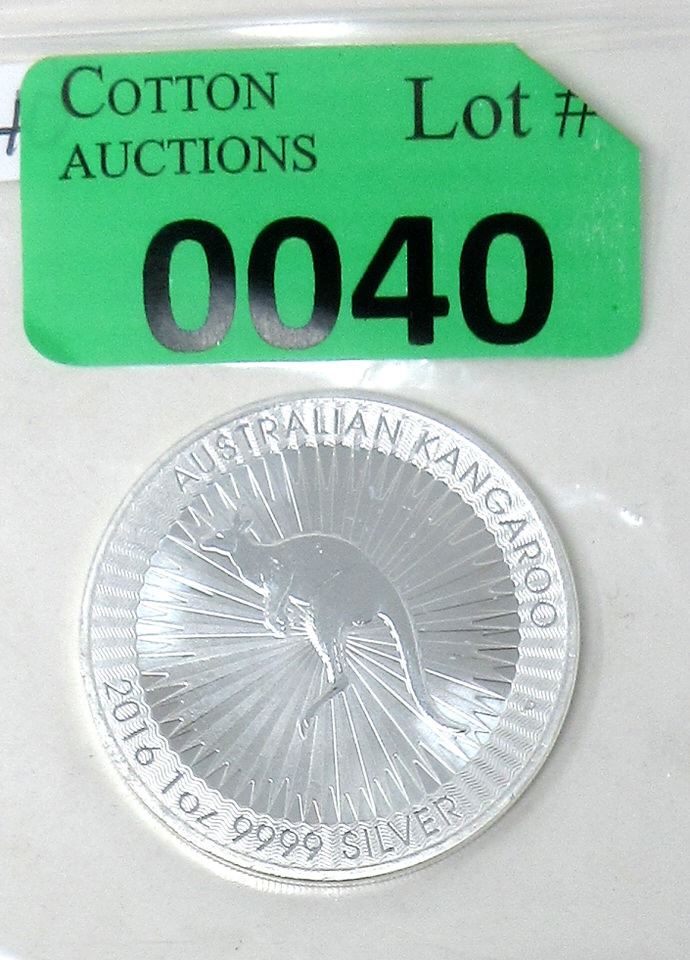 COTTON
AUCTIONS
Lot #
0040
AUSTRALIAN KANGAROO
2016 1oz 9999 SILVER